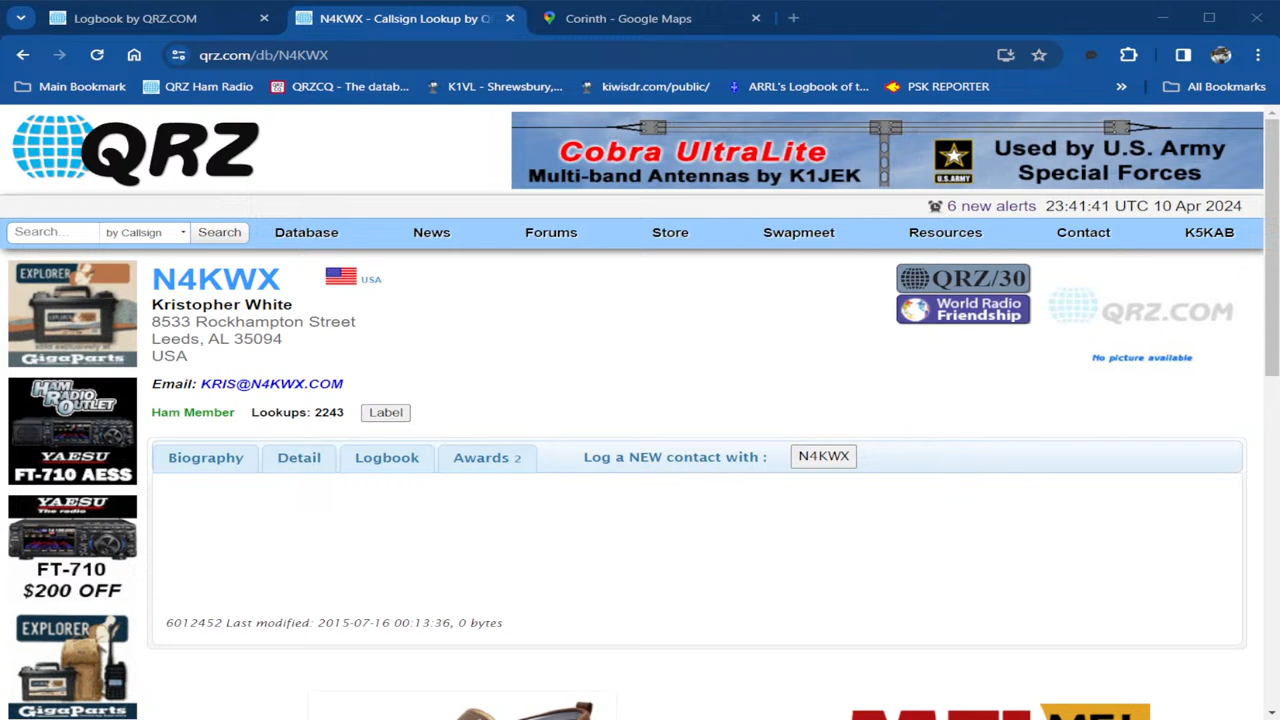 Logbook by QRZ.COM
N4KWX - Callsign Lookup by Q
Corinth - Google Maps
qrz.com/db/N4KWX
Main Bookmark
QRZ Ham Radio
QRZCQ - The datab...
K1VL - Shrewsbury,...
kiwisdr.com/public/
ARRL's Logbook of t...
PSK REPORTER
All Bookmarks
QRZ
Cobra UltraLite
Multi-band Antennas by K1JEK
U.S.ARMY
Used by U.S. Army
Special Forces
6 new alerts 23:41:41 UTC 10 Apr 2024
Search... by Callsign Search Database News Forums Store Swapmeet Resources Contact K5KAB
EXPLORER
GigaParts
N4KWX USA
Kristopher White
8533 Rockhampton Street
Leeds, AL 35094
USA
Email: KRIS@N4KWX.COM
Ham Member Lookups: 2243 Label
QRZ/30
World Radio
Friendship
QRZ.COM
No picture available
HAM RADIO
OUTLET
YAESU
FT-710 AESS
Biography Detail Logbook Awards 2 Log a NEW contact with : N4KWX
6012452 Last modified: 2015-07-16 00:13:36, 0 bytes
YAESU
The radio
FT-710
$200 OFF
EXPLORER
GigaParts